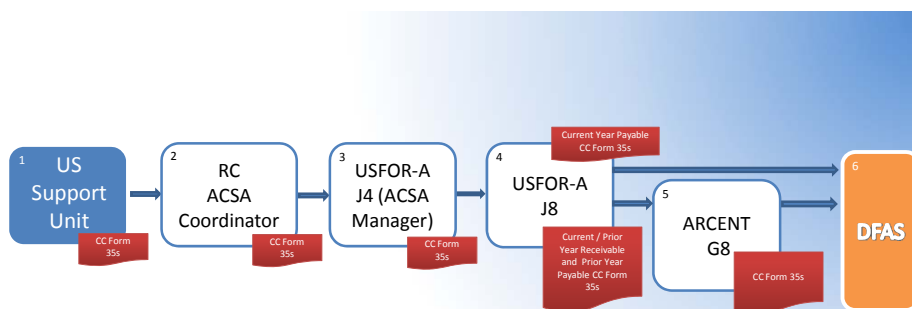 1
US
Support
Unit
CC Form
35s
2
RC
ACSA
Coordinator
CC Form
35s
3
USFOR-A
J4 (ACSA
Manager)
CC Form
35s
4
USFOR-A
J8
Current Year Payable
CC Form 35s
Current / Prior
Year Receivable
and Prior Year
Payable CC Form
35s
5
ARCENT
G8
CC Form 35s
6
DFAS